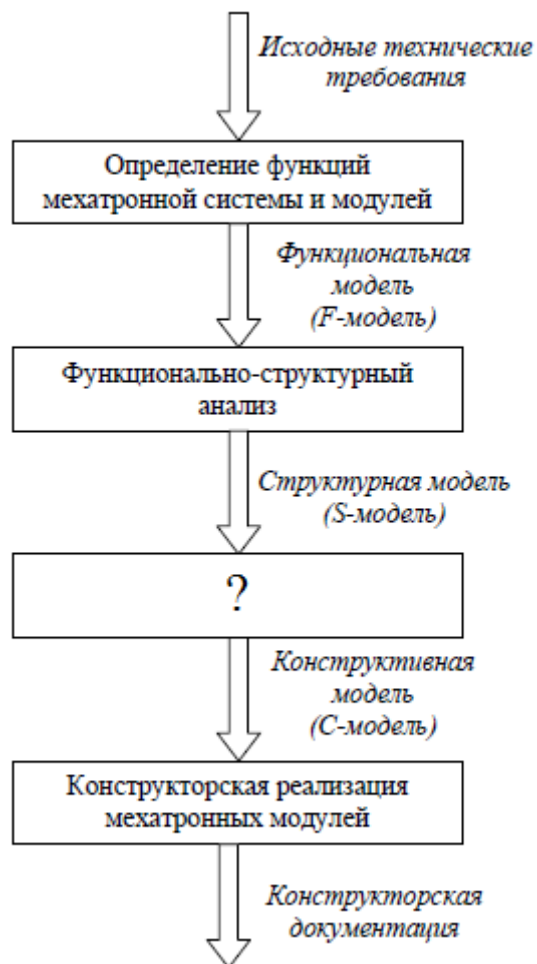 Исходные технические
требования
Определение функций
мехатронной системы и модулей
Функциональная
модель
(F-модель)
Функционально-структурный
анализ
Структурная модель
(S-модель)
?
Конструктивная
модель
(C-модель)
Конструкторская реализация
мехатронных модулей
Конструкторская
документация